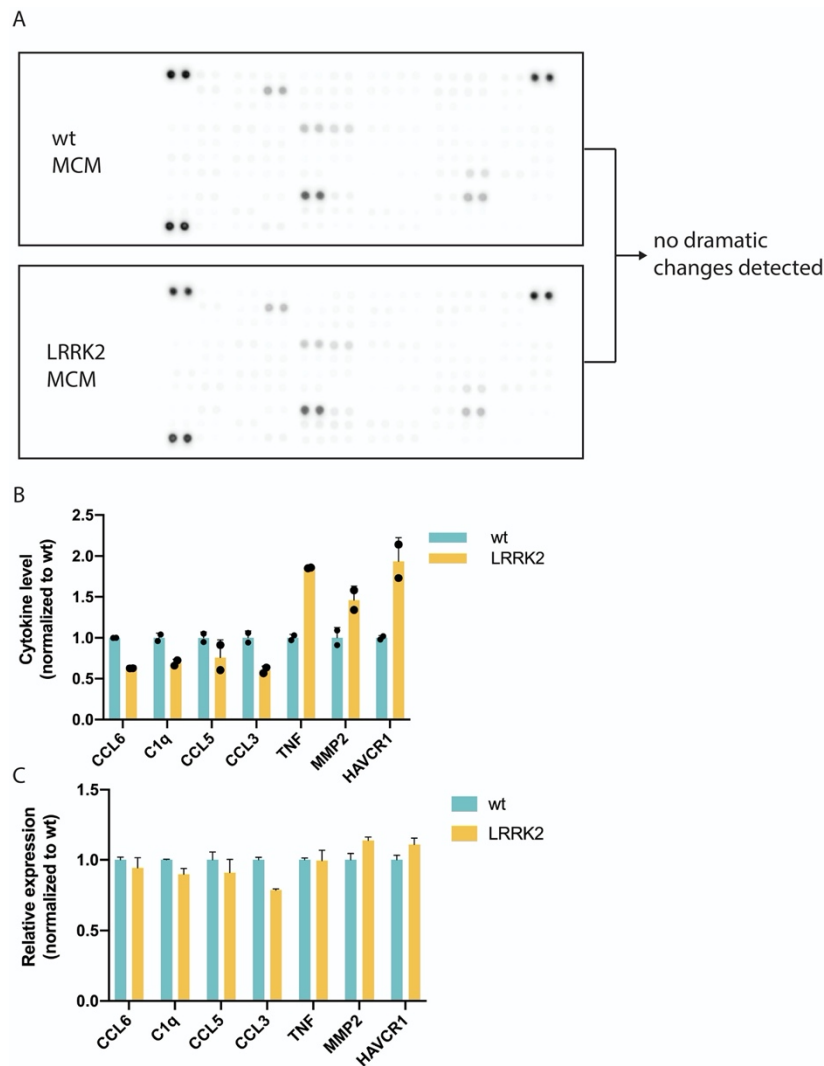 A
wt
MCM
no dramatic
changes detected
LRRK2
MCM
B
Cytokine level
(normalized to wt)
2.5
2.0
1.5
1.0
0.5
0.0
CCL6
C1q
CCL5
CCL3
TNF
MMP2
HAVCR1
wt
LRRK2
C
Relative expression
(normalized to wt)
1.5
1.0
0.5
0.0
CCL6
C1q
CCL5
CCL3
TNF
MMP2
HAVCR1
wt
LRRK2